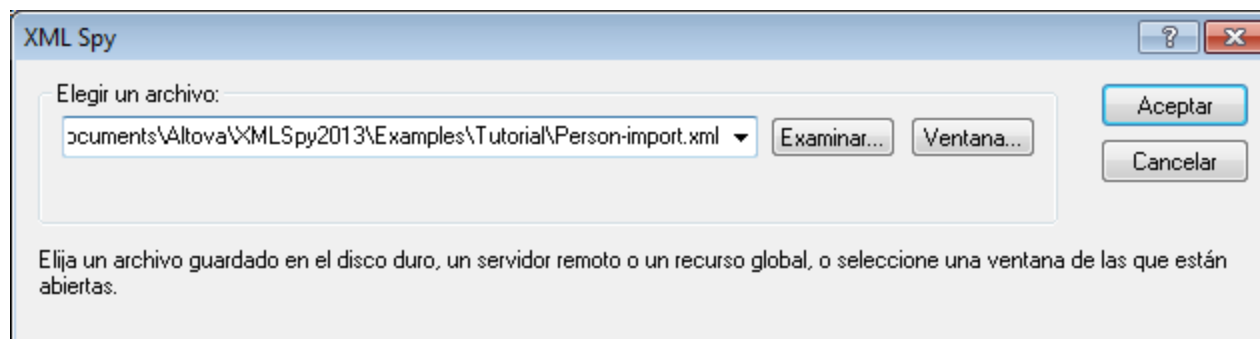 XML Spy
Elegir un archivo:
ocuments\Altova\XMLSpy2013\Examples\Tutorial\Person-import.xml
Examinar...
Ventana...
Aceptar
Cancelar
Elija un archivo guardado en el disco duro, un servidor remoto o un recurso global, o seleccione una ventana de las que están
abiertas.